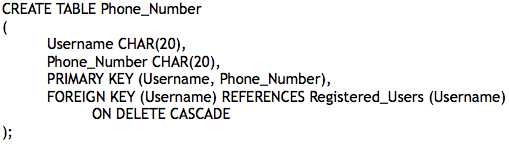 CREATE TABLE Phone_Number
(
Username CHAR(20),
Phone_Number CHAR(20),
PRIMARY KEY (Username, Phone_Number),
FOREIGN KEY (Username) REFERENCES Registered_Users (Username)
ON DELETE CASCADE
);